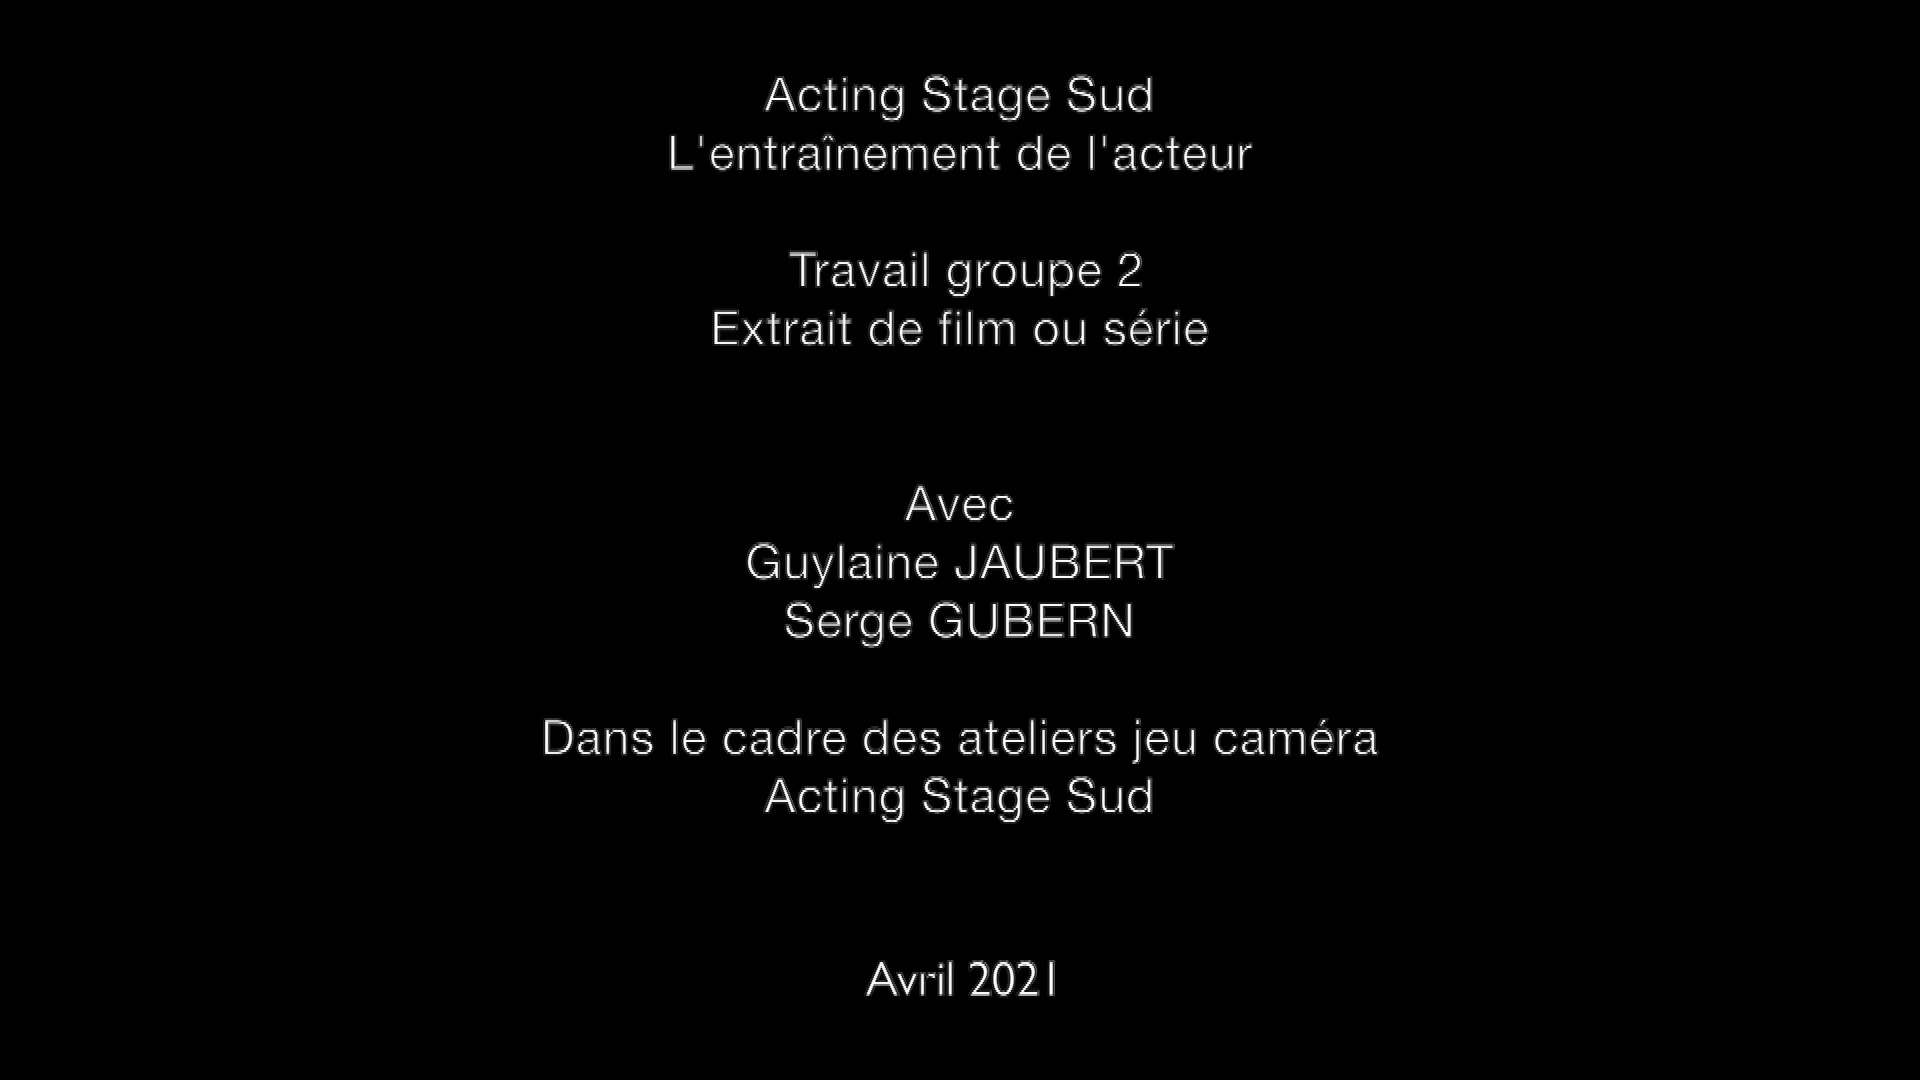 Acting Stage Sud
L'entraînement de l'acteur
Travail groupe 2
Extrait de film ou série
Avec
Guylaine JAUBERT
Serge GUBERN
Dans le cadre des ateliers jeu caméra
Acting Stage Sud
Avril 2021